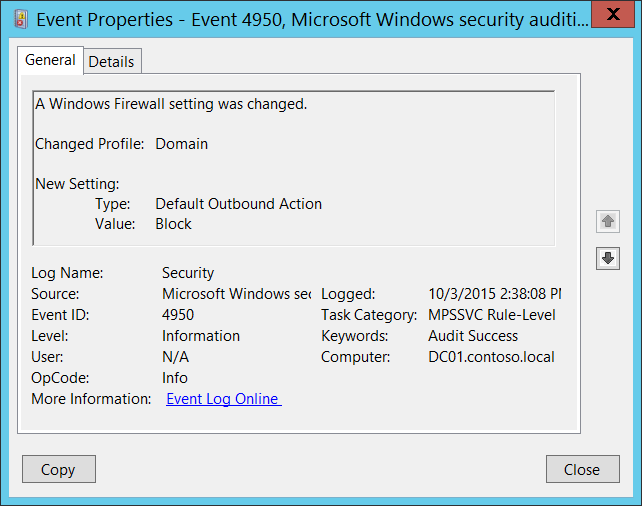 Event Properties - Event 4950, Microsoft Windows security auditi...
X
General Details
A Windows Firewall setting was changed.
Changed Profile: Domain
New Setting:
Type: Default Outbound Action
Value: Block
Log Name: Security
Source: Microsoft Windows sec Logged: 10/3/2015 2:38:08 PM
Event ID: 4950 Task Category: MPSSVC Rule-Level
Level: Information Keywords: Audit Success
User: N/A Computer: DC01.contoso.local
OpCode: Info
More Information: Event Log Online
Copy Close